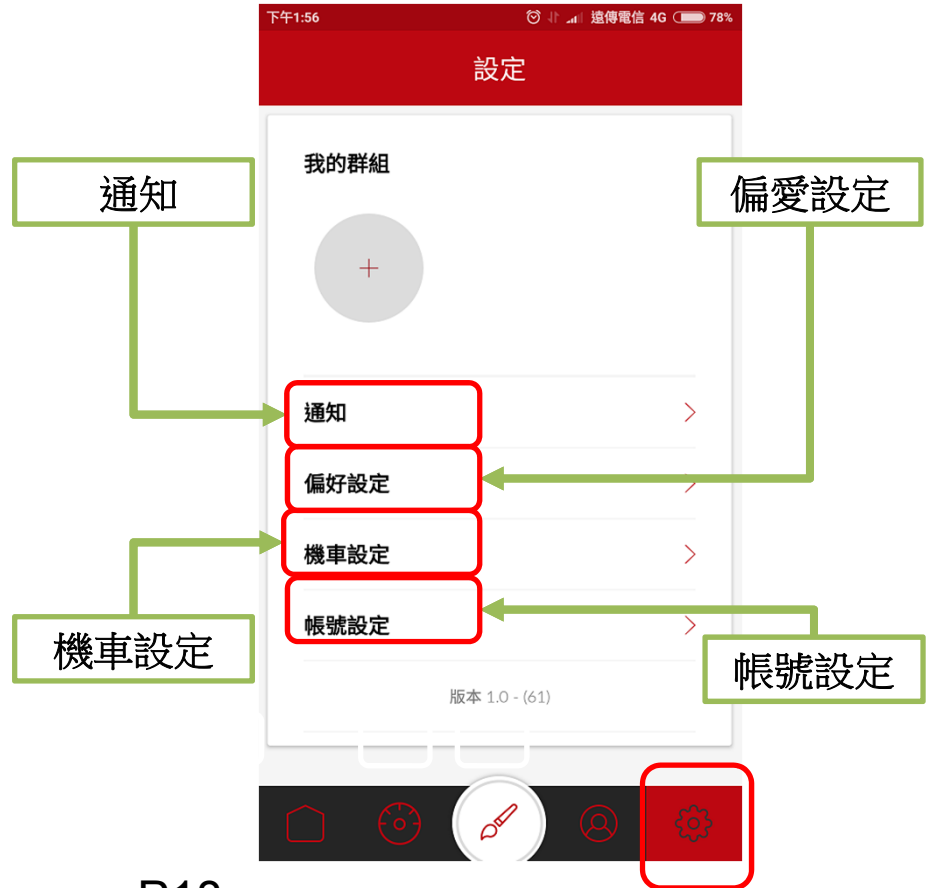 下午1:56 遠傳電信 4G 78%
設定
我的群組
通知
偏愛設定
+
通知
偏好設定
機車設定
帳號設定
機車設定
帳號設定
版本 1.0 - (61)